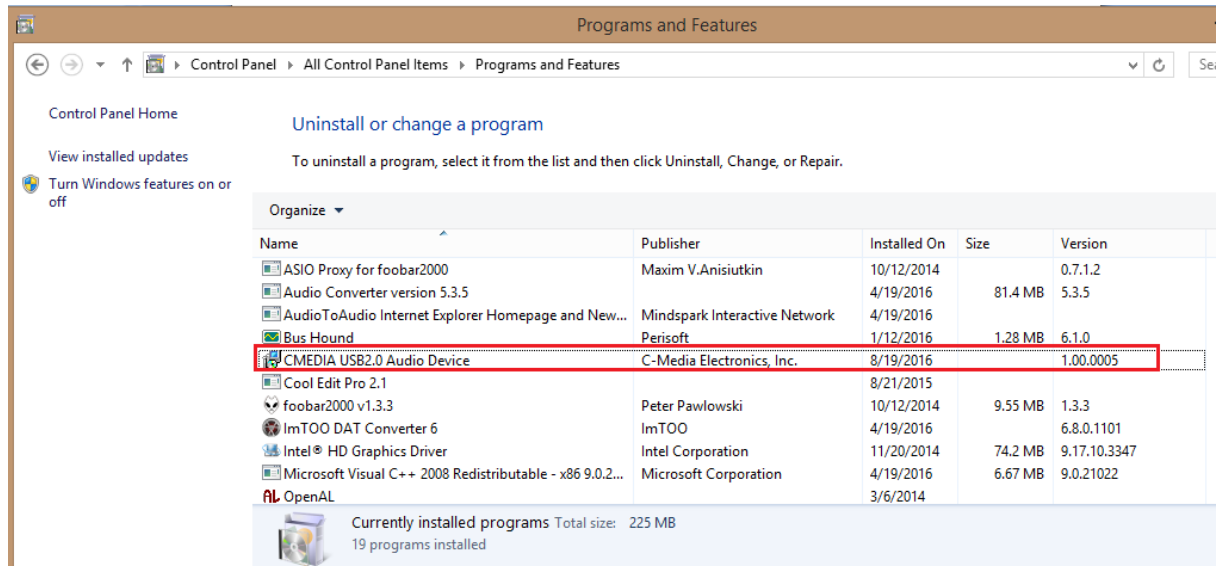 Programs and Features
Control Panel All Control Panel Items Programs and Features Sea
Control Panel Home
View installed updates
Turn Windows features on or
off
Uninstall or change a program
To uninstall a program, select it from the list and then click Uninstall, Change, or Repair.
Organize
Name Publisher Installed On Size Version
ASIO Proxy for foobar2000 Maxim V.Anisiutkin 10/12/2014 0.7.1.2
Audio Converter version 5.3.5 4/19/2016 81.4 MB 5.3.5
AudioToAudio Internet Explorer Homepage and New... Mindspark Interactive Network 4/19/2016
Bus Hound Perisoft 1/12/2016 1.28 MB 6.1.0
CMEDIA USB2.0 Audio Device C-Media Electronics, Inc. 8/19/2016 1.00.0005
Cool Edit Pro 2.1 8/21/2015
foobar2000 v1.3.3 Peter Pawlowski 10/12/2014 9.55 MB 1.3.3
ImTOO DAT Converter 6 ImTOO 4/19/2016 6.8.0.1101
Intel® HD Graphics Driver Intel Corporation 11/20/2014 74.2 MB 9.17.10.3347
Microsoft Visual C++ 2008 Redistributable - x86 9.0.2... Microsoft Corporation 4/19/2016 6.67 MB 9.0.21022
AL OpenAL 3/6/2014
Currently installed programs Total size: 225 MB
19 programs installed